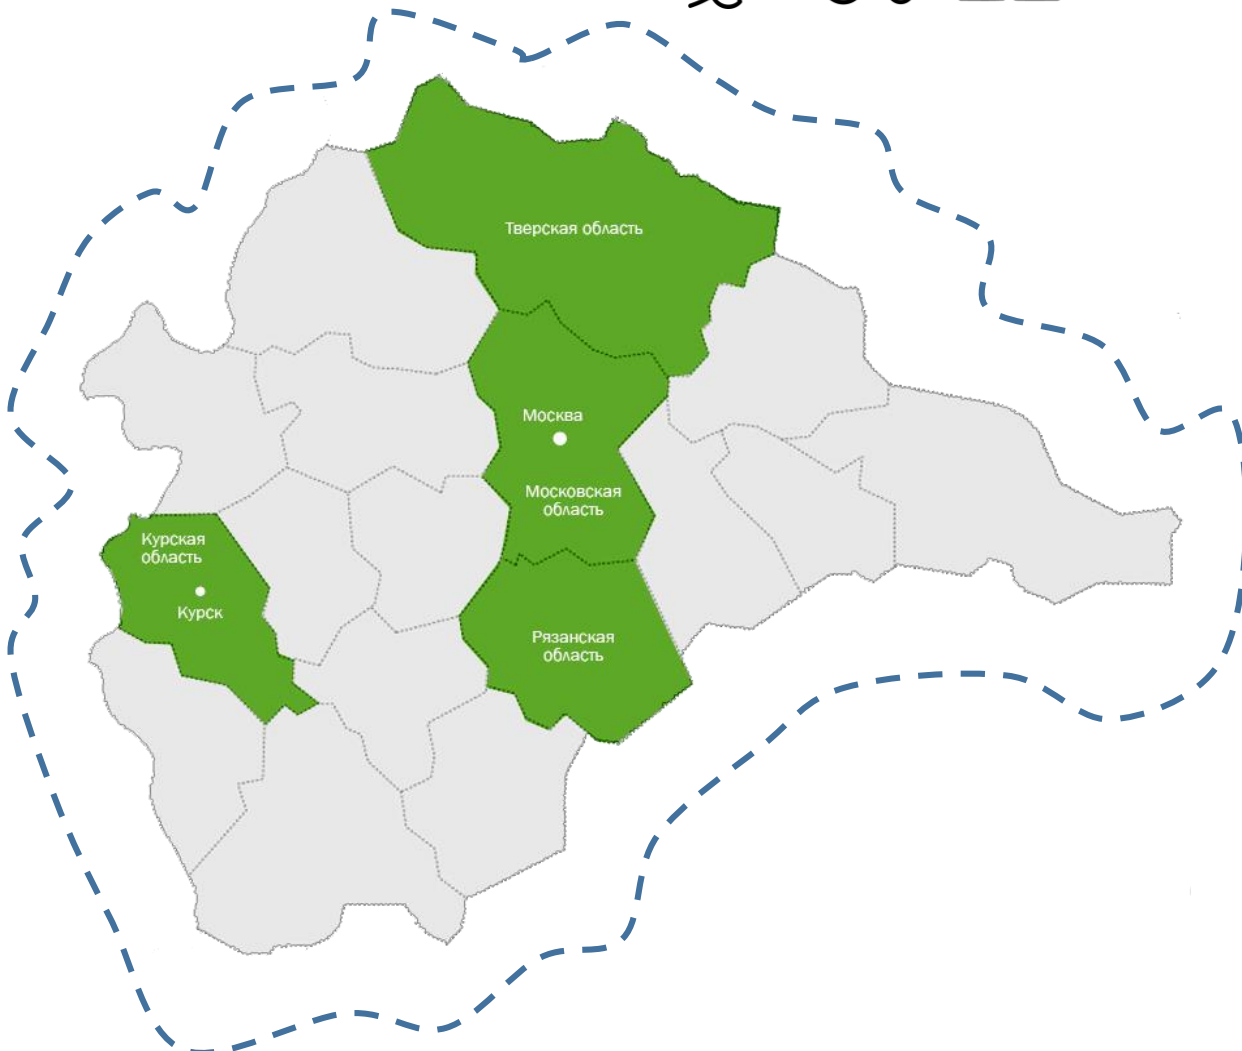 Тверская область
Москва
Московская
область
Курская
область
Курск
Рязанская
область